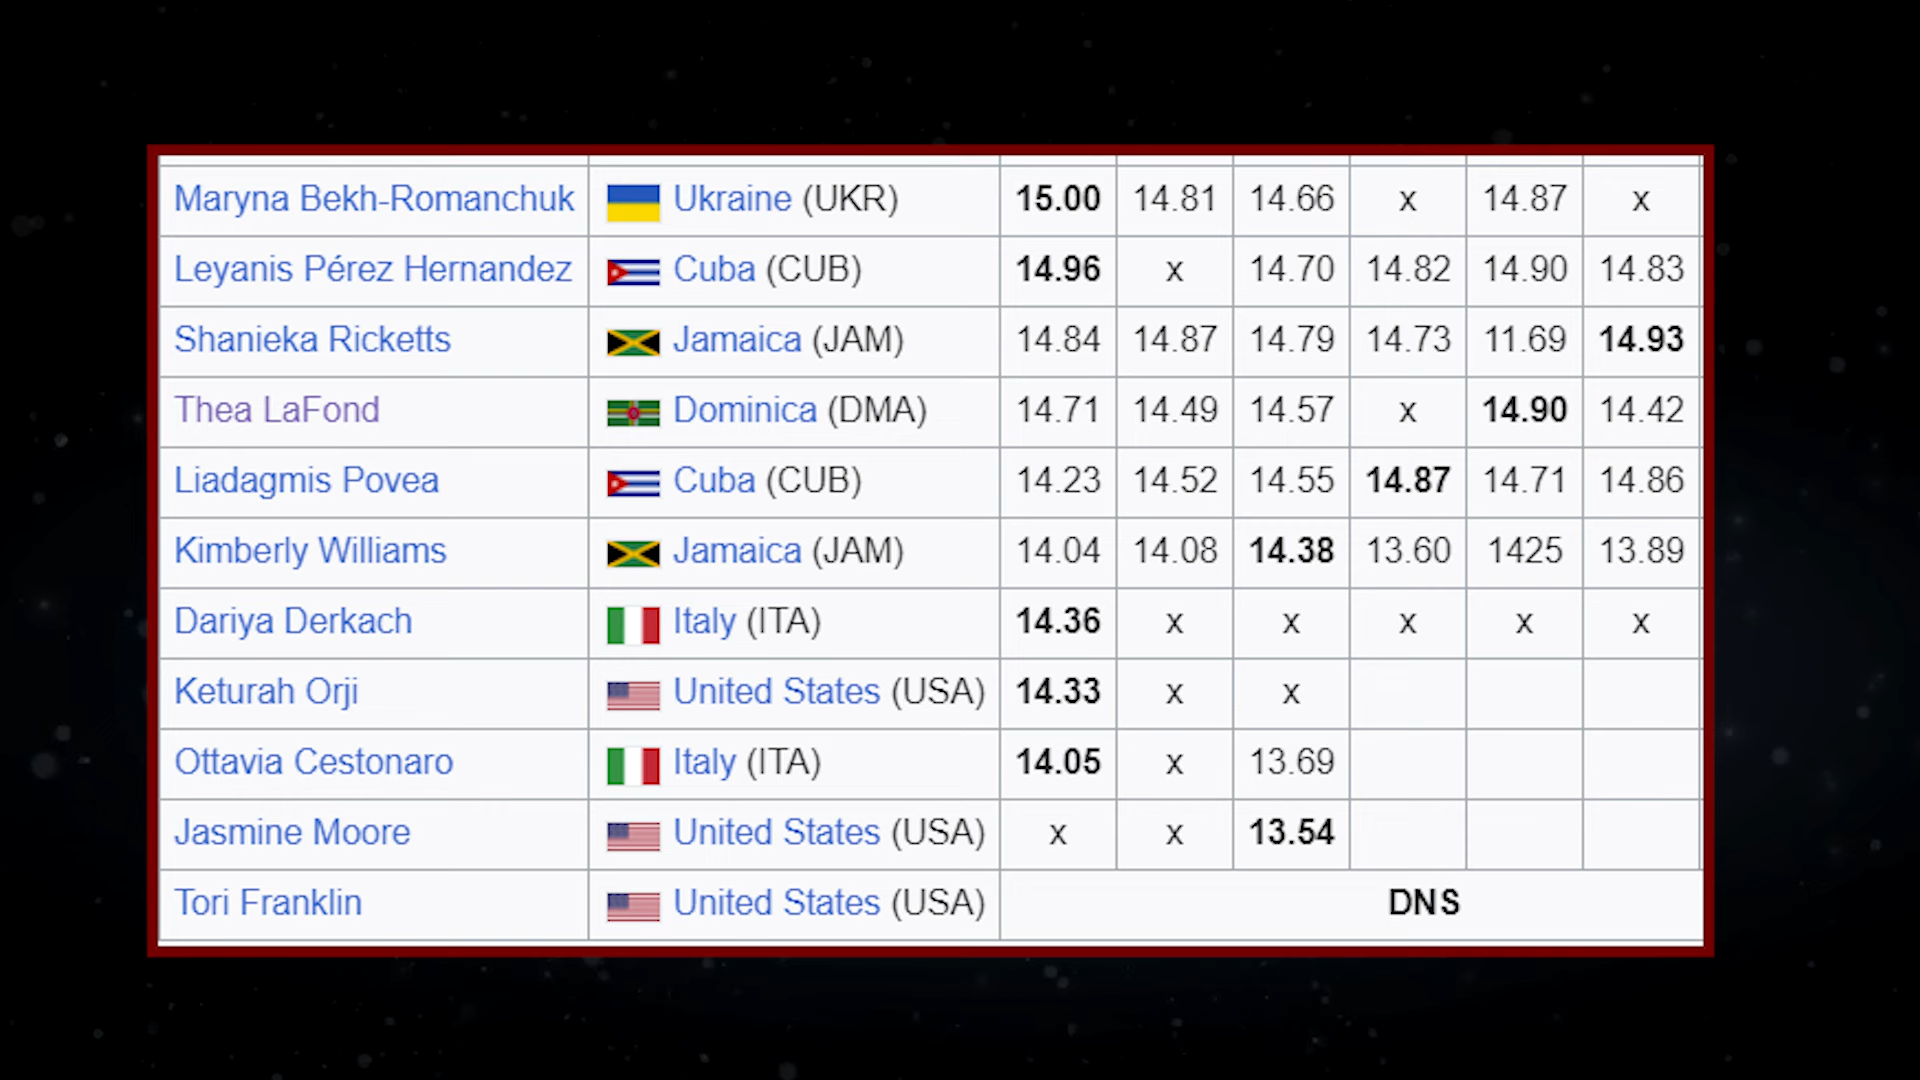 Maryna Bekh-Romanchuk Ukraine (UKR) 15.00 14.81 14.66 x 14.87 x
Leyanis Pérez Hernandez Cuba (CUB) 14.96 x 14.70 14.82 14.90 14.83
Shanieka Ricketts Jamaica (JAM) 14.84 14.87 14.79 14.73 11.69 14.93
Thea LaFond Dominica (DMA) 14.71 14.49 14.57 x 14.90 14.42
Liadagmis Povea Cuba (CUB) 14.23 14.52 14.55 14.87 14.71 14.86
Kimberly Williams Jamaica (JAM) 14.04 14.08 14.38 13.60 1425 13.89
Dariya Derkach Italy (ITA) 14.36 x x x x x
Keturah Orji United States (USA) 14.33 x x
Ottavia Cestonaro Italy (ITA) 14.05 x 13.69
Jasmine Moore United States (USA) x x 13.54
Tori Franklin United States (USA) DNS